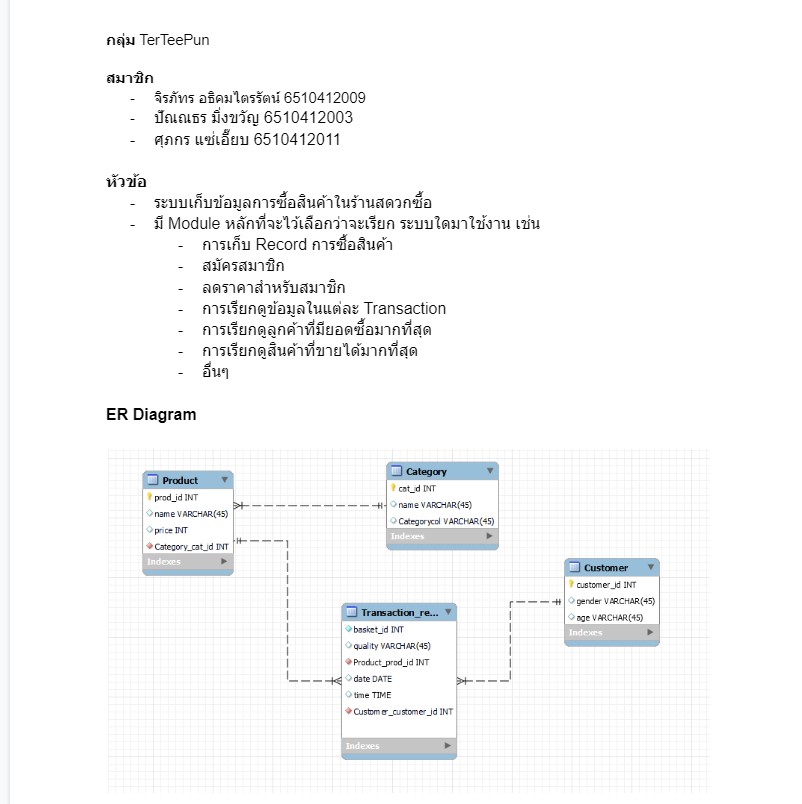 กลุ่ม TerTeePun
สมาชิก
- จิรภัทร อธิคมไตรรัตน์ 6510412009
- ปัณณธร มิ่งขวัญ 6510412003
- ศุภกร แซ่เอี๊ยบ 6510412011
หัวข้อ
- ระบบเก็บข้อมูลการซื้อสินค้าในร้านสดวกซื้อ
- มี Module หลักที่จะไว้เลือกว่าจะเรียก ระบบใดมาใช้งาน เช่น
- การเก็บ Record การซื้อสินค้า
- สมัครสมาชิก
- ลดราคาสำหรับสมาชิก
- การเรียกดูข้อมูลในแต่ละ Transaction
- การเรียกดูลูกค้าที่มียอดซื้อมากที่สุด
- การเรียกดูสินค้าที่ขายได้มากที่สุด
- อื่นๆ
ER Diagram
Product
prod_id INT
name VARCHAR(45)
price INT
Category_cat_id INT
Indexes
Category
cat_id INT
name VARCHAR(45)
Categorycol VARCHAR(45)
Indexes
Customer
customer_id INT
gender VARCHAR(45)
age VARCHAR(45)
Indexes
Transaction_re...
basket_id INT
quality VARCHAR(45)
Product_prod_id INT
date DATE
time TIME
Customer_customer_id INT
Indexes